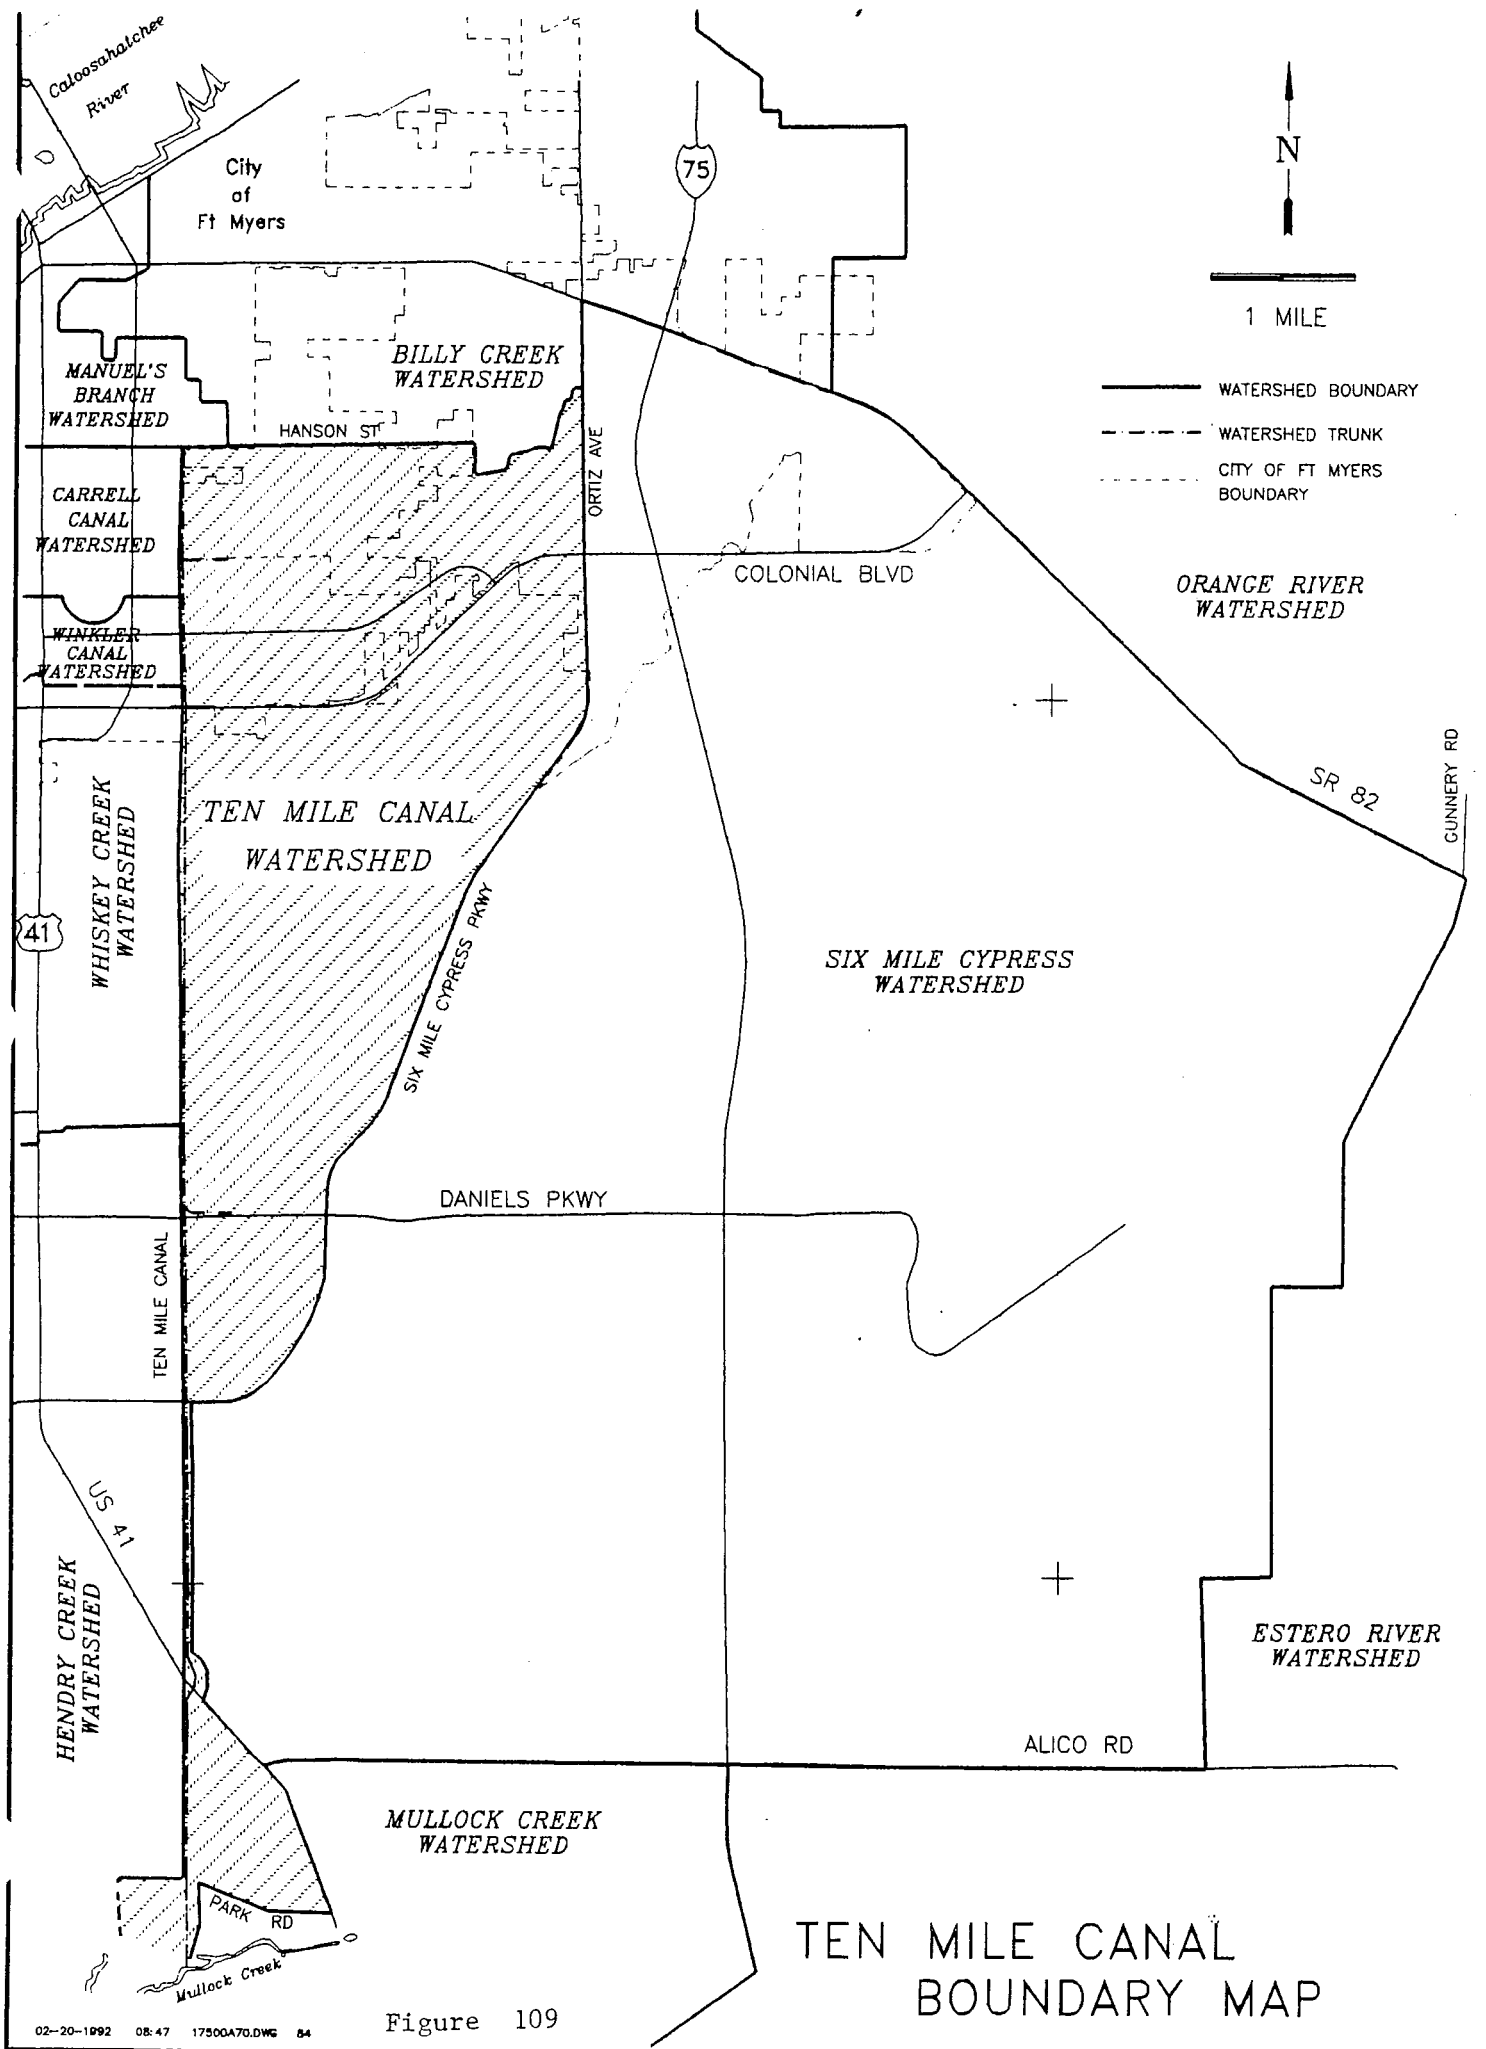 Caloosahatchee
River
City
of
Ft Myers
75
N
1 MILE
WATERSHED BOUNDARY
WATERSHED TRUNK
CITY OF FT MYERS
BOUNDARY
BILLY CREEK
WATERSHED
MANUEL'S
BRANCH
WATERSHED
HANSON ST
ORTIZ AVE
CARRELL
CANAL
WATERSHED
COLONIAL BLVD
ORANGE RIVER
WATERSHED
WINKLER
CANAL
WATERSHED
GUNNERY RD
SR 82
WHISKEY CREEK
WATERSHED
TEN MILE CANAL
WATERSHED
41
SIX MILE CYPRESS PKWY
SIX MILE CYPRESS
WATERSHED
DANIELS PKWY
TEN MILE CANAL
US 41
HENDRY CREEK
WATERSHED
ESTERO RIVER
WATERSHED
ALICO RD
MULLOCK CREEK
WATERSHED
PARK RD
Mullock Creek
TEN MILE CANAL
BOUNDARY MAP
Figure 109
02-20-1992 08:47 17500A70.DWG 84